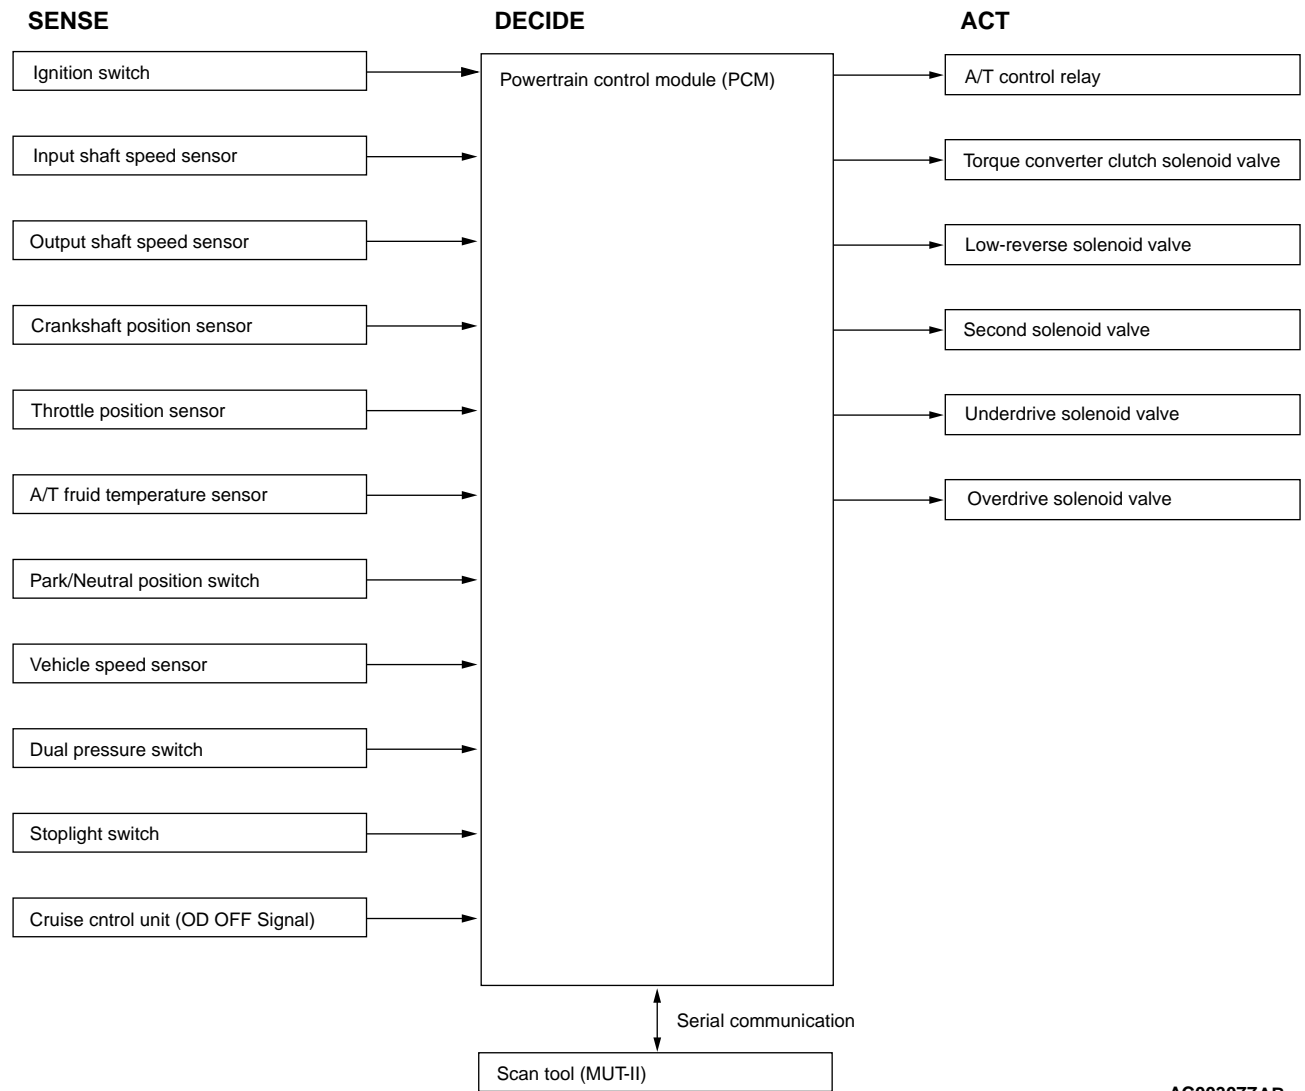 SENSE
DECIDE
ACT
Ignition switch
Input shaft speed sensor
Output shaft speed sensor
Crankshaft position sensor
Throttle position sensor
A/T fruid temperature sensor
Park/Neutral position switch
Vehicle speed sensor
Dual pressure switch
Stoplight switch
Cruise cntrol unit (OD OFF Signal)
Powertrain control module (PCM)
A/T control relay
Torque converter clutch solenoid valve
Low-reverse solenoid valve
Second solenoid valve
Underdrive solenoid valve
Overdrive solenoid valve
Serial communication
Scan tool (MUT-II)